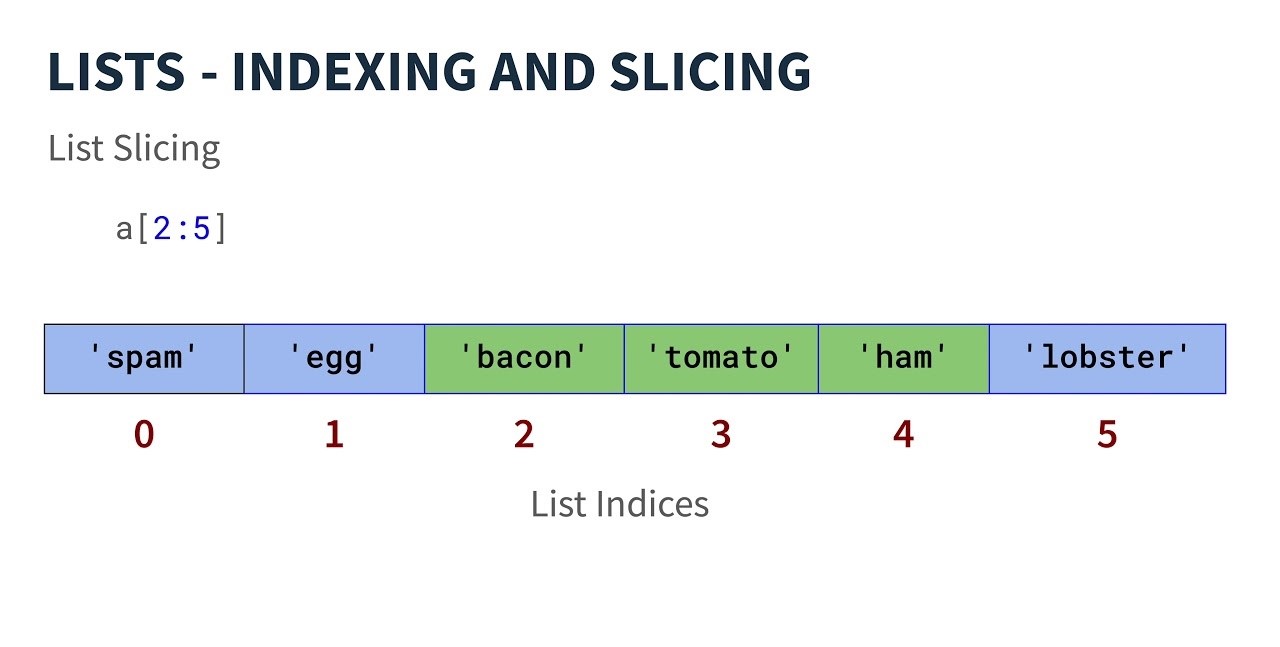 LISTS - INDEXING AND SLICING
List Slicing
a[2:5]
'spam' 'egg' 'bacon' 'tomato' 'ham' 'lobster'
0 1 2 3 4 5
List Indices